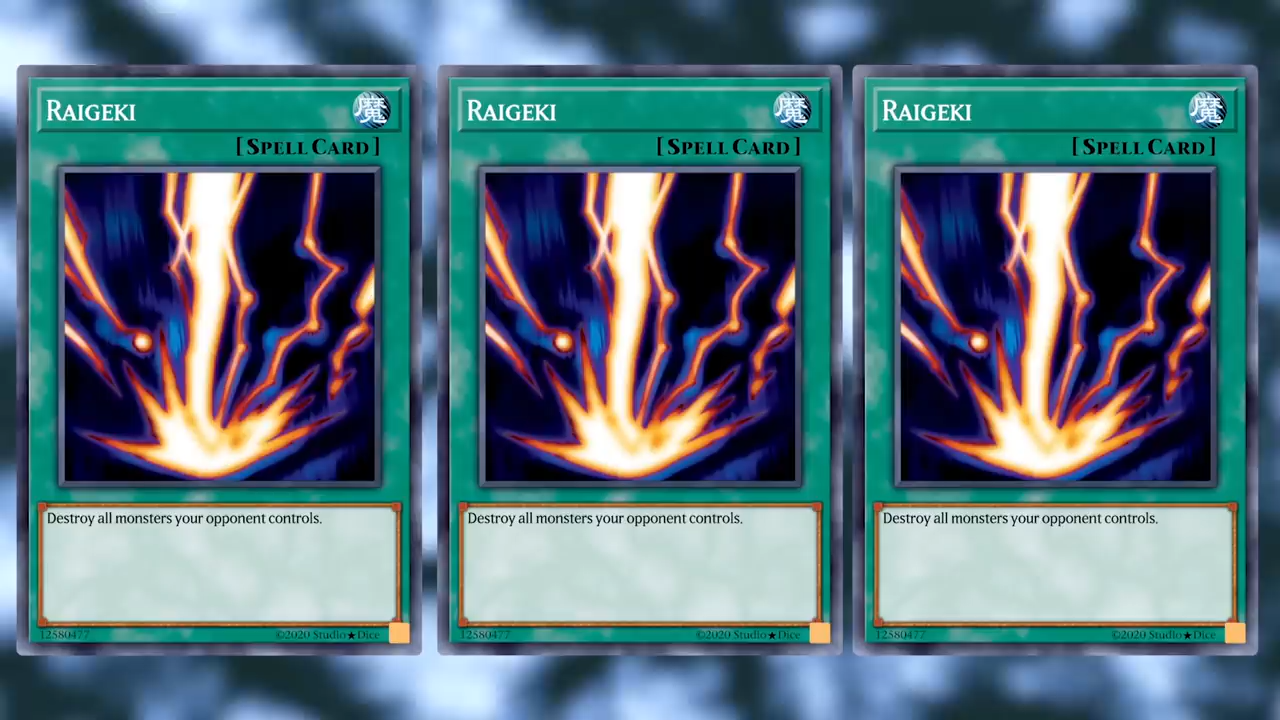 RAIGEKI
魔
[ SPELL CARD ]
Destroy all monsters your opponent controls.
12580477
©2020 Studio★Dice
RAIGEKI
魔
[ SPELL CARD ]
Destroy all monsters your opponent controls.
12580477
©2020 Studio★Dice
RAIGEKI
魔
[ SPELL CARD ]
Destroy all monsters your opponent controls.
12580477
©2020 Studio★Dice